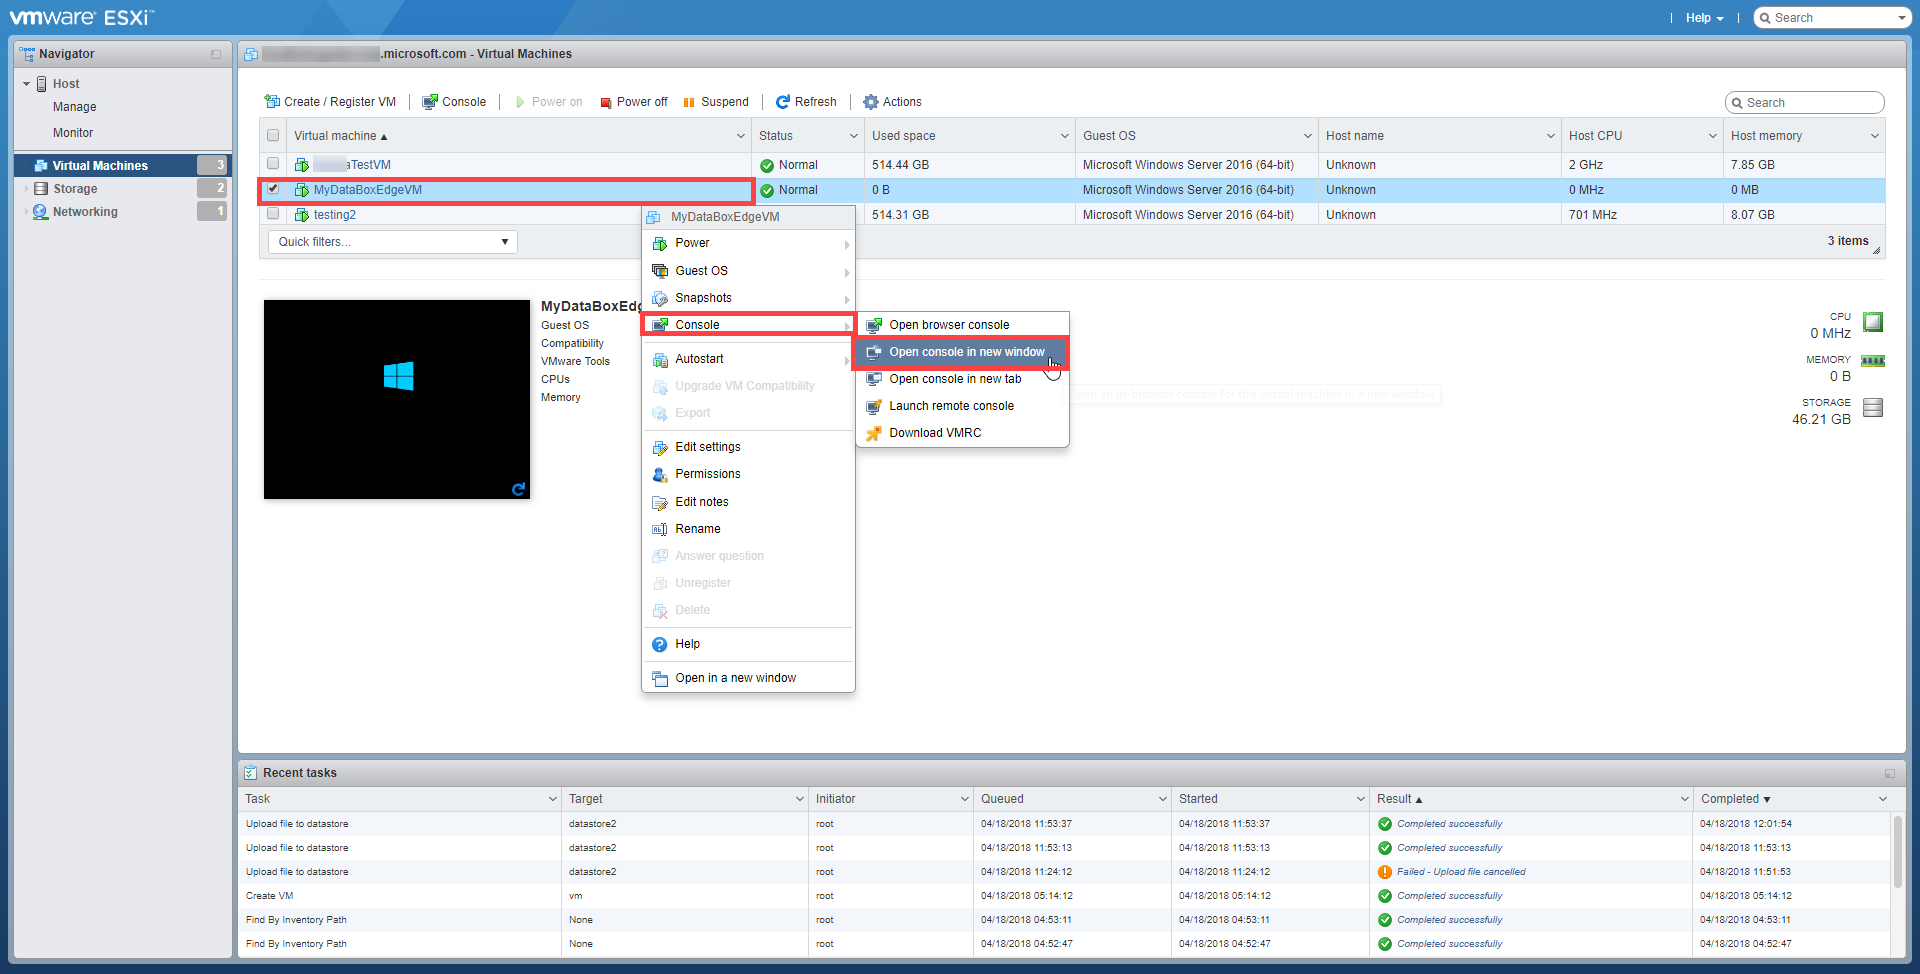 vmware ESXi™
Help
Search
Navigator
Host
Manage
Monitor
Virtual Machines 3
Storage 2
Networking 1
.microsoft.com - Virtual Machines
Create / Register VM
Console
Power on
Power off
Suspend
Refresh
Actions
Search
Virtual machine ▲ Status Used space Guest OS Host name Host CPU Host memory
aTestVM Normal 514.44 GB Microsoft Windows Server 2016 (64-bit) Unknown 2 GHz 7.85 GB
MyDataBoxEdgeVM Normal 0 B Microsoft Windows Server 2016 (64-bit) Unknown 0 MHz 0 MB
testing2 514.31 GB Microsoft Windows Server 2016 (64-bit) Unknown 701 MHz 8.07 GB
Quick filters...
3 items
MyDataBoxEdg
Guest OS
Compatibility
VMware Tools
CPUs
Memory
MyDataBoxEdgeVM
Power
Guest OS
Snapshots
Console
Autostart
Upgrade VM Compatibility
Export
Edit settings
Permissions
Edit notes
Rename
Answer question
Unregister
Delete
Help
Open in a new window
Open browser console
Open console in new window
Open console in new tab
Launch remote console
Download VMRC
Open an in-browser console for this virtual machine in a new window
CPU
0 MHz
MEMORY
0 B
STORAGE
46.21 GB
Recent tasks
Task Target Initiator Queued Started Result ▲ Completed ▼
Upload file to datastore datastore2 root 04/18/2018 11:53:37 04/18/2018 11:53:37 Completed successfully 04/18/2018 12:01:54
Upload file to datastore datastore2 root 04/18/2018 11:53:13 04/18/2018 11:53:13 Completed successfully 04/18/2018 11:53:13
Upload file to datastore datastore2 root 04/18/2018 11:24:12 04/18/2018 11:24:12 Failed - Upload file cancelled 04/18/2018 11:51:53
Create VM vm root 04/18/2018 05:14:12 04/18/2018 05:14:12 Completed successfully 04/18/2018 05:14:12
Find By Inventory Path None root 04/18/2018 04:53:11 04/18/2018 04:53:11 Completed successfully 04/18/2018 04:53:11
Find By Inventory Path None root 04/18/2018 04:52:47 04/18/2018 04:52:47 Completed successfully 04/18/2018 04:52:47